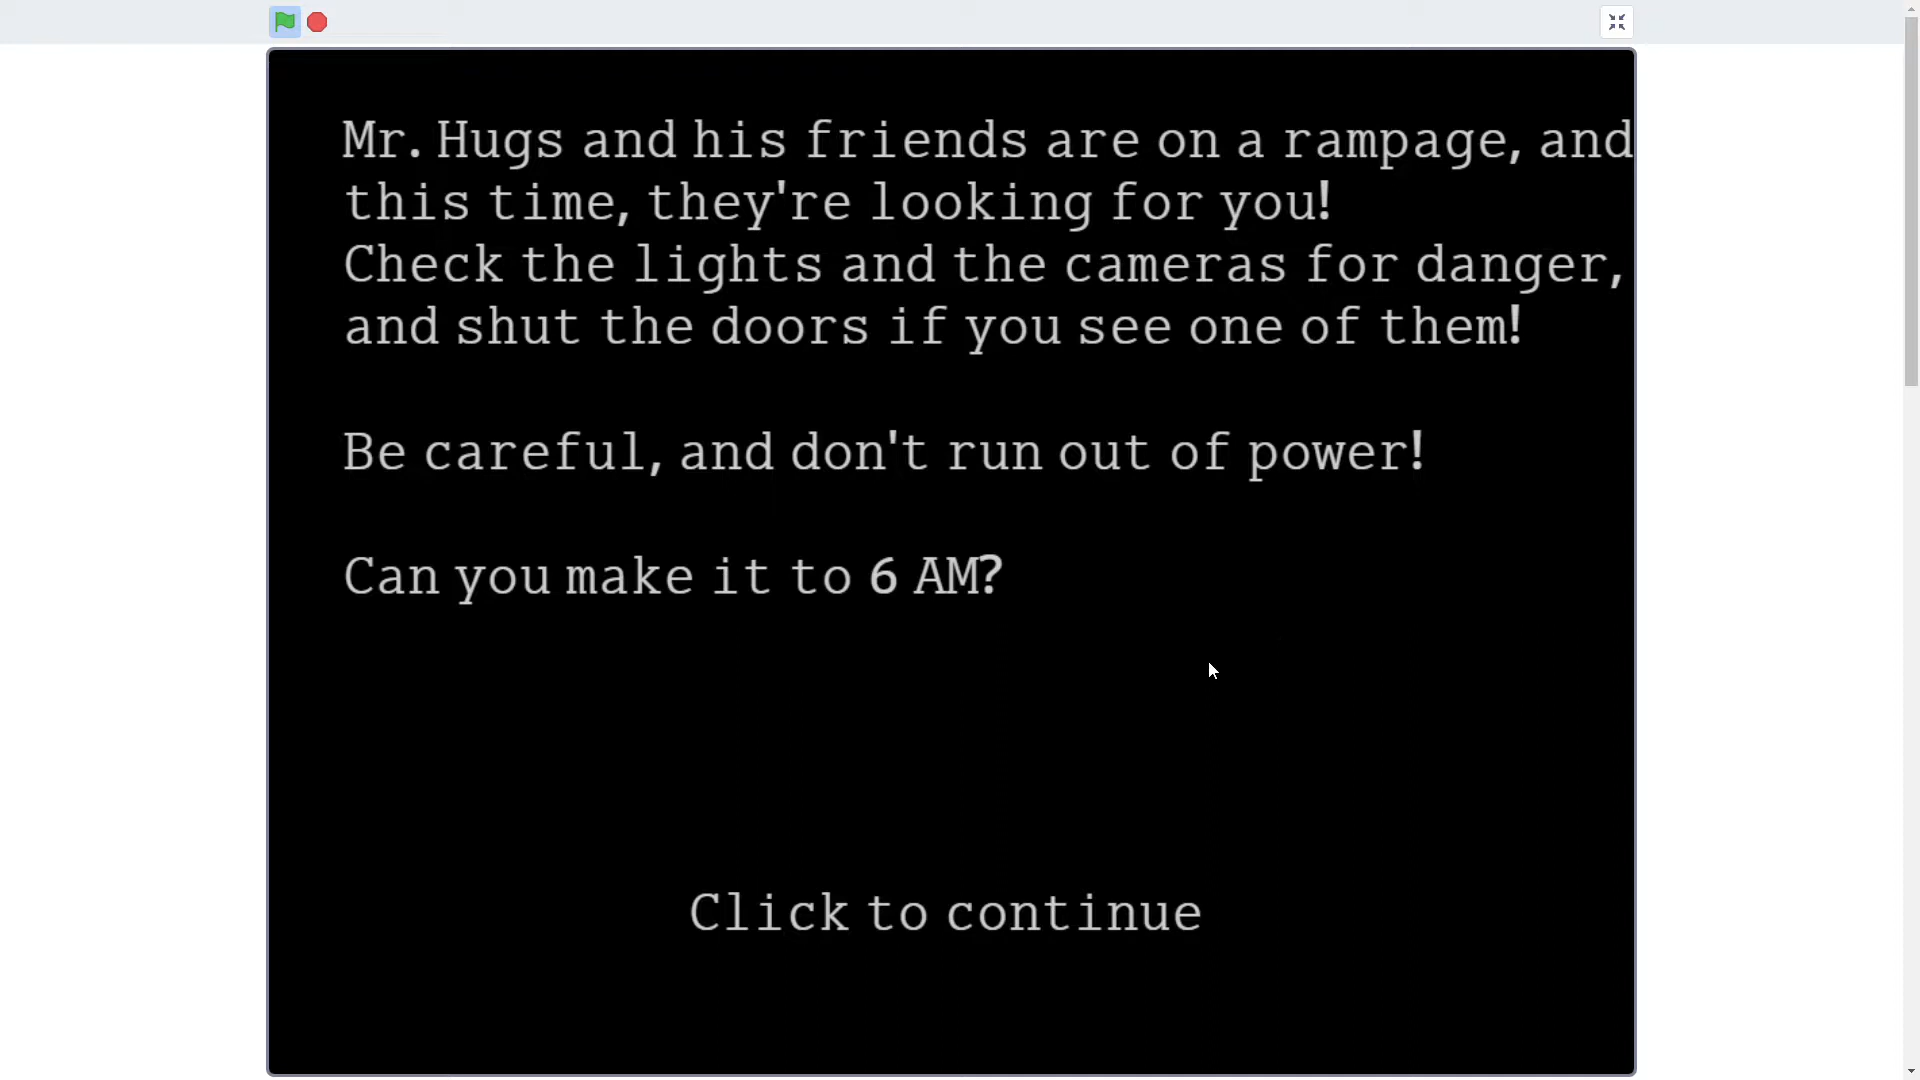 Mr. Hugs and his friends are on a rampage, and
this time, they're looking for you!
Check the lights and the cameras for danger,
and shut the doors if you see one of them!
Be careful, and don't run out of power!
Can you make it to 6 AM?
Click to continue